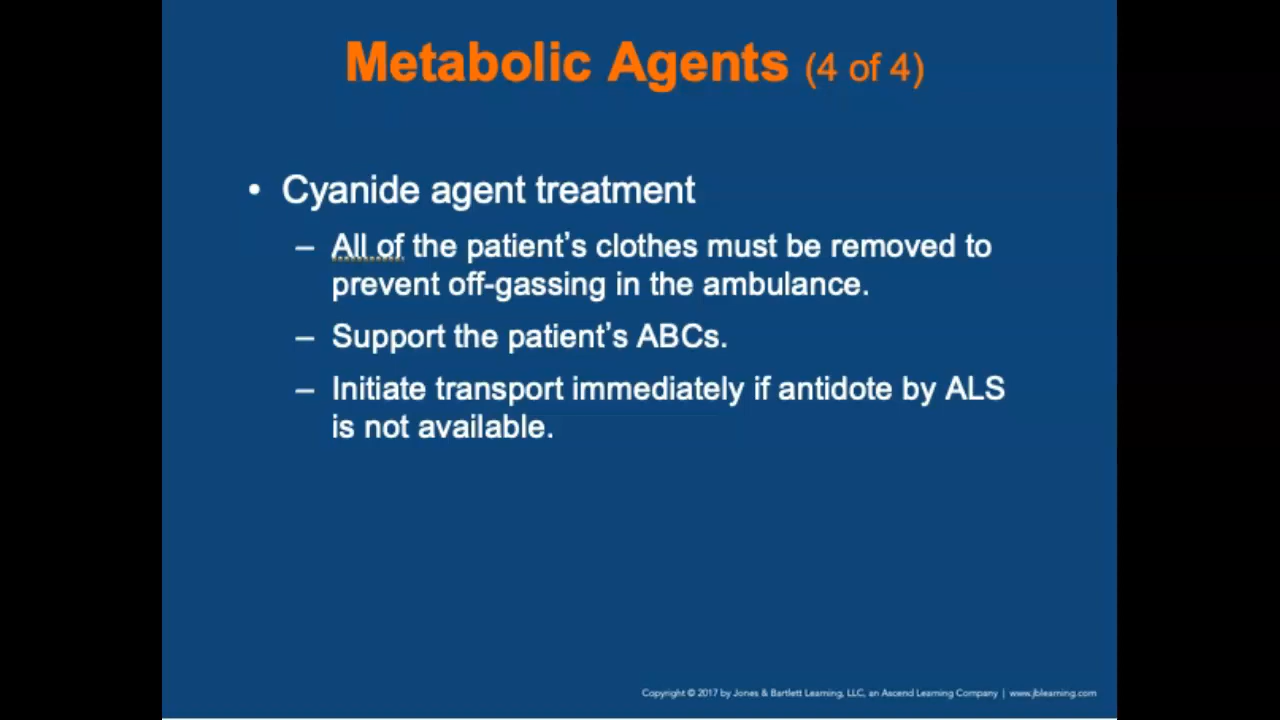 Metabolic Agents (4 of 4)
• Cyanide agent treatment
– All of the patient’s clothes must be removed to
prevent off-gassing in the ambulance.
– Support the patient’s ABCs.
– Initiate transport immediately if antidote by ALS
is not available.
Copyright © 2017 by Jones & Bartlett Learning, LLC, an Ascend Learning Company | www.jblearning.com